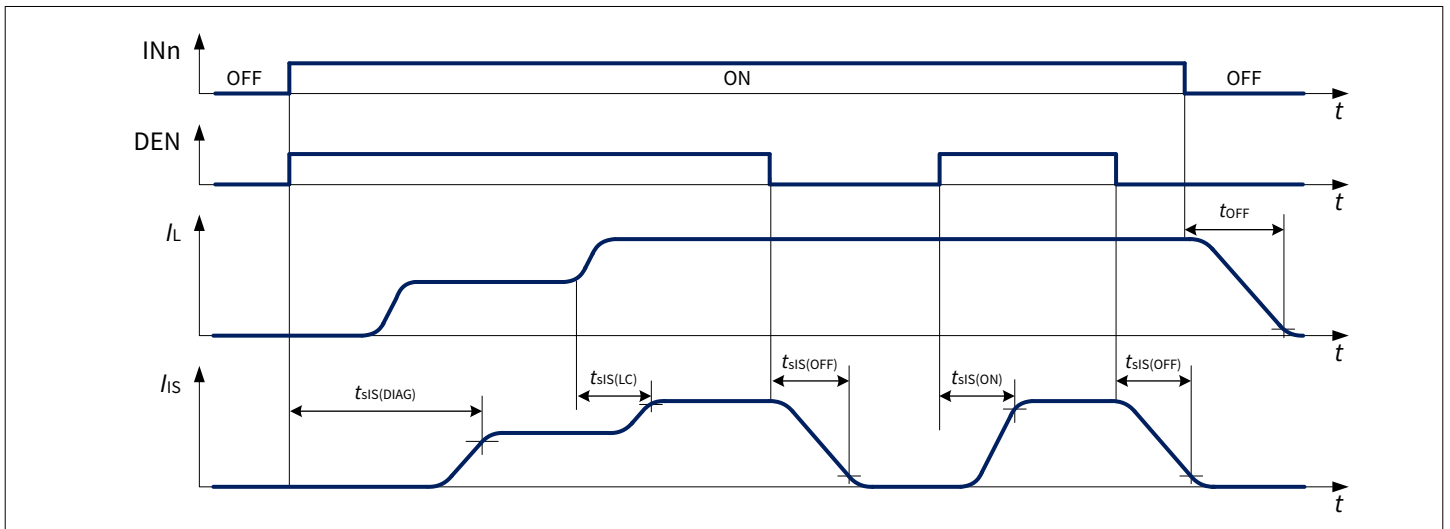 INn
OFF
ON
OFF
t
DEN
t
IL
tOFF
t
IIS
tsIS(DIAG)
tsIS(LC)
tsIS(OFF)
tsIS(ON)
tsIS(OFF)
t